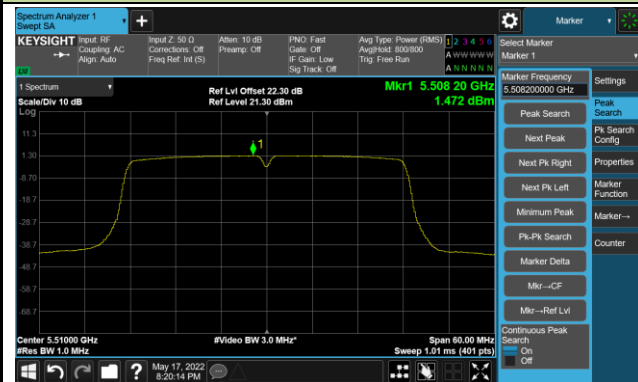 Spectrum Analyzer 1
Swept SA
Marker
KEYSIGHT
Input: RF
Coupling: AC
Align: Auto
Input Z: 50 Ω
Corrections: Off
Freq Ref: Int (S)
Atten: 10 dB
Preamp: Off
PNO: Fast
Gate: Off
IF Gain: Low
Sig Track: Off
Avg Type: Power (RMS)
Avg|Hold: 800/800
Trig: Free Run
1 2 3 4 5 6
A W W W W W
A N N N N N
LXI
Select Marker
Marker 1
1 Spectrum
Scale/Div 10 dB
Log
Ref Lvl Offset 22.30 dB
Ref Level 21.30 dBm
Mkr1 5.508 20 GHz
1.472 dBm
11.3
1.30
-8.70
-18.7
-28.7
-38.7
-48.7
-58.7
-68.7
1
Center 5.51000 GHz
#Res BW 1.0 MHz
#Video BW 3.0 MHz*
Span 60.00 MHz
Sweep 1.01 ms (401 pts)
Marker Frequency
5.508200000 GHz
Peak Search
Next Peak
Next Pk Right
Next Pk Left
Minimum Peak
Pk-Pk Search
Marker Delta
Mkr→CF
Mkr→Ref Lvl
Continuous Peak
Search
On
Off
Settings
Peak
Search
Pk Search
Config
Properties
Marker
Function
Marker→
Counter
?
May 17, 2022
8:20:14 PM